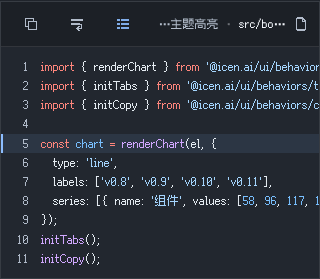 …主题高亮 · src/bo…
1 import { renderChart } from '@icen.ai/ui/behavior
2 import { initTabs } from '@icen.ai/ui/behaviors/t
3 import { initCopy } from '@icen.ai/ui/behaviors/c
4
5 const chart = renderChart(el, {
6   type: 'line',
7   labels: ['v0.8', 'v0.9', 'v0.10', 'v0.11'],
8   series: [{ name: '组件', values: [58, 96, 117, 1
9 });
10 initTabs();
11 initCopy();